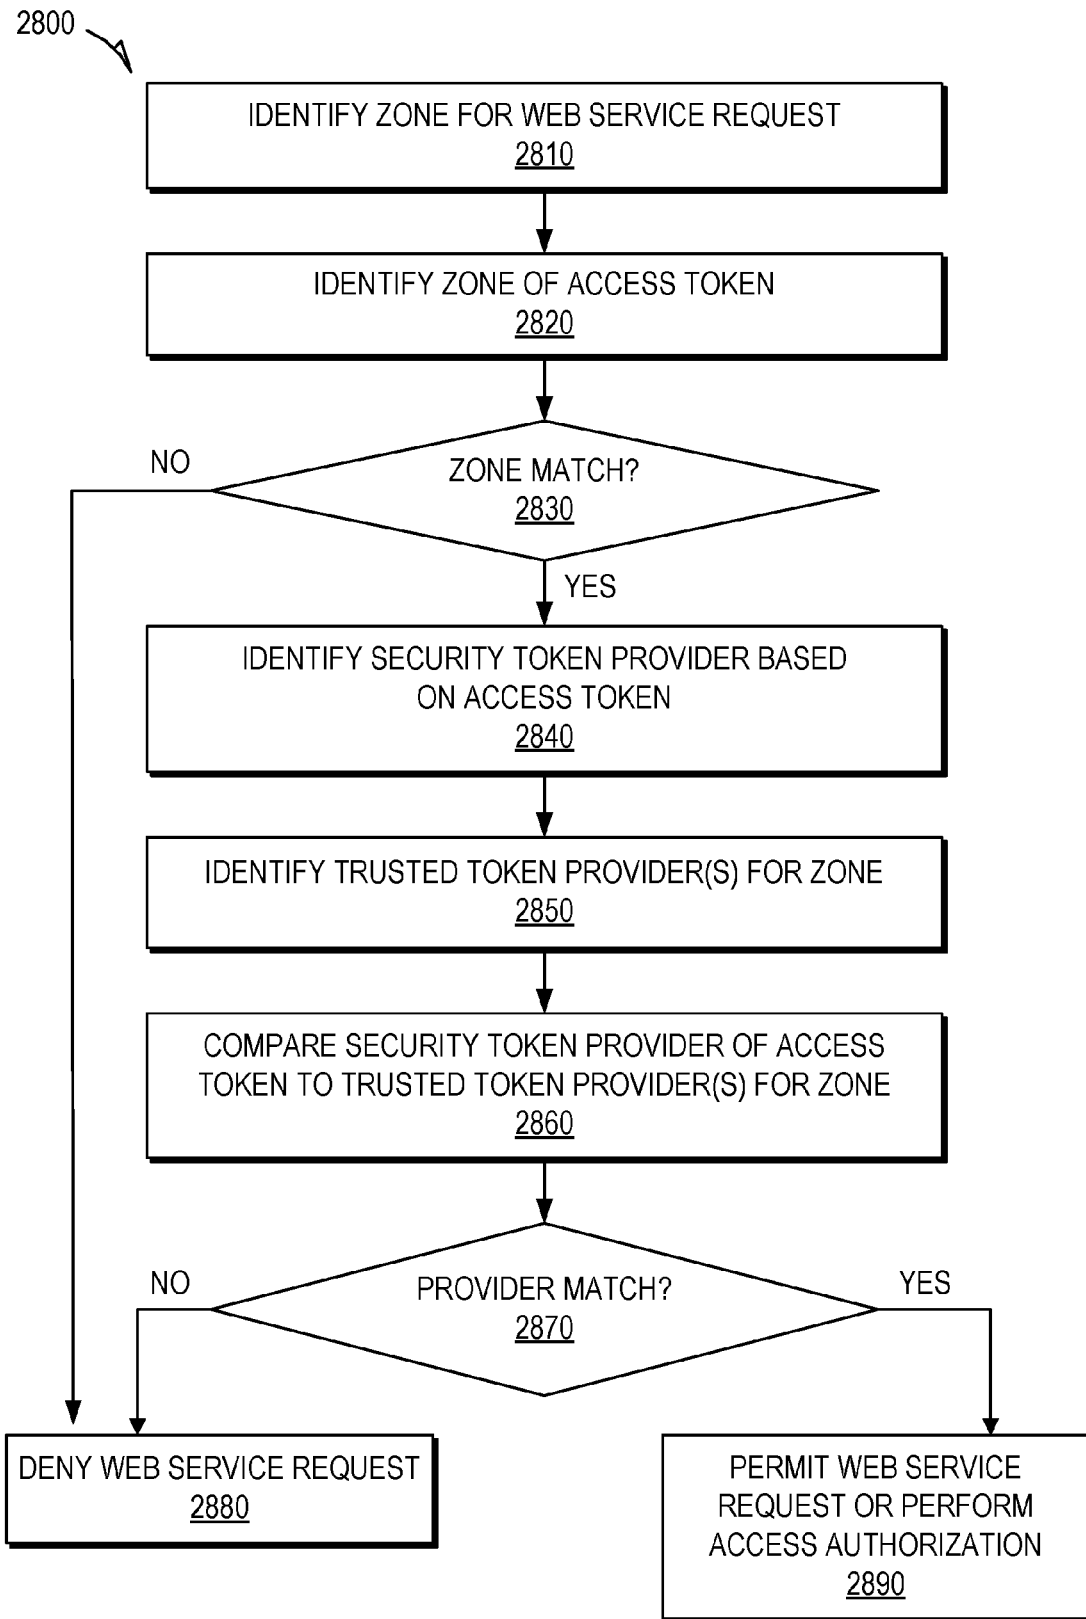 2800
IDENTIFY ZONE FOR WEB SERVICE REQUEST
2810
IDENTIFY ZONE OF ACCESS TOKEN
2820
NO
ZONE MATCH?
2830
YES
IDENTIFY SECURITY TOKEN PROVIDER BASED
ON ACCESS TOKEN
2840
IDENTIFY TRUSTED TOKEN PROVIDER(S) FOR ZONE
2850
COMPARE SECURITY TOKEN PROVIDER OF ACCESS
TOKEN TO TRUSTED TOKEN PROVIDER(S) FOR ZONE
2860
NO
PROVIDER MATCH?
2870
YES
DENY WEB SERVICE REQUEST
2880
PERMIT WEB SERVICE
REQUEST OR PERFORM
ACCESS AUTHORIZATION
2890